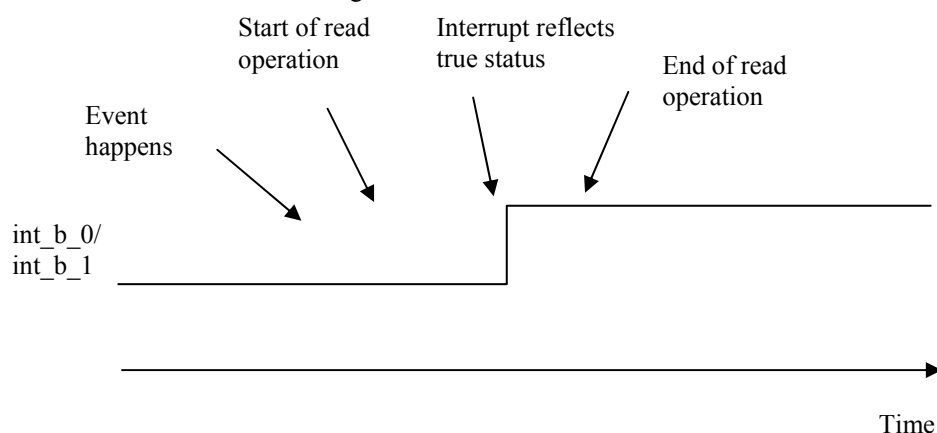 Start of read
operation
Interrupt reflects
true status
End of read
operation
Event
happens
int_b_0/
int_b_1
Time